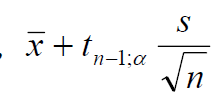 , x̄ + t_{n−1;α} s/√n